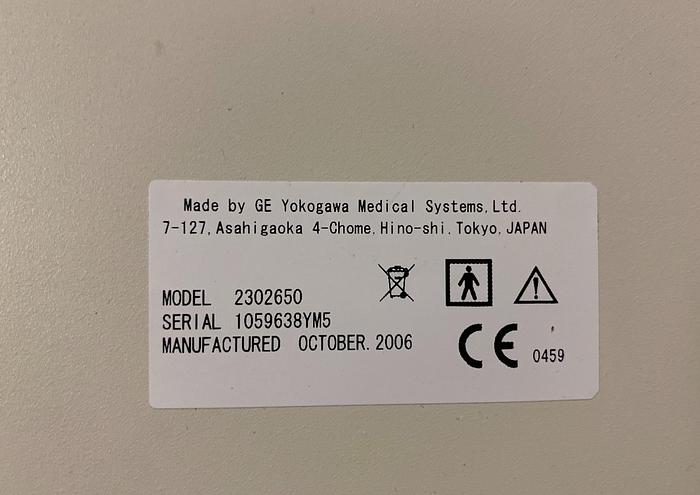 Made by GE Yokogawa Medical Systems,Ltd.
7-127,Asahigaoka 4-Chome,Hino-shi,Tokyo,JAPAN
MODEL 2302650
SERIAL 1059638YM5
MANUFACTURED OCTOBER.2006
CE 0459